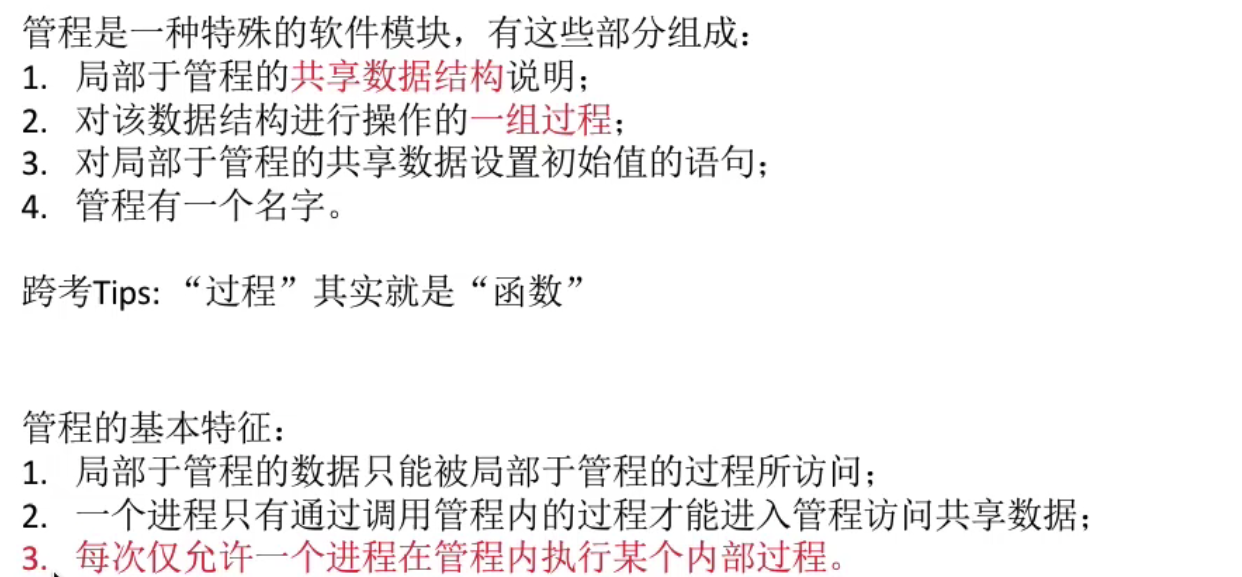 管程是一种特殊的软件模块，有这些部分组成：
1. 局部于管程的共享数据结构说明；
2. 对该数据结构进行操作的一组过程；
3. 对局部于管程的共享数据设置初始值的语句；
4. 管程有一个名字。
跨考Tips: “过程”其实就是“函数”
管程的基本特征：
1. 局部于管程的数据只能被局部于管程的过程所访问；
2. 一个进程只有通过调用管程内的过程才能进入管程访问共享数据；
3. 每次仅允许一个进程在管程内执行某个内部过程。